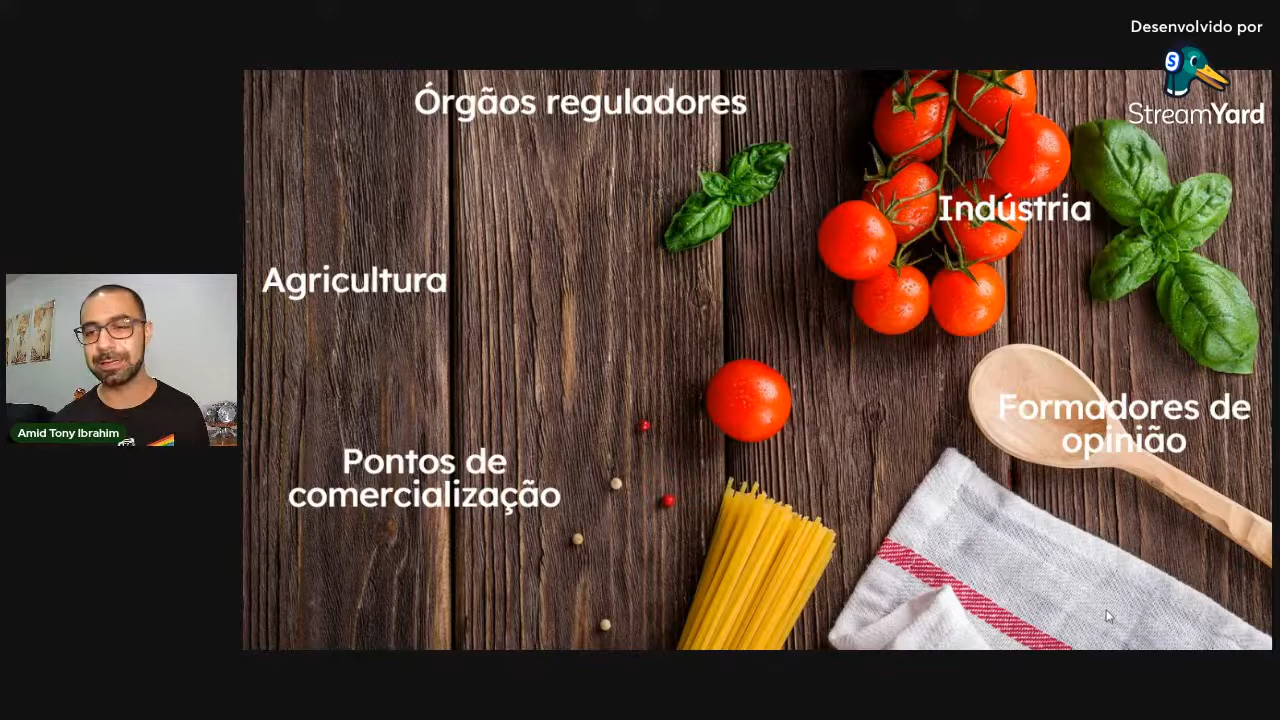 Desenvolvido por
S
StreamYard
Órgãos reguladores
Indústria
Agricultura
Formadores de
opinião
Amid Tony Ibrahim
Pontos de
comercialização